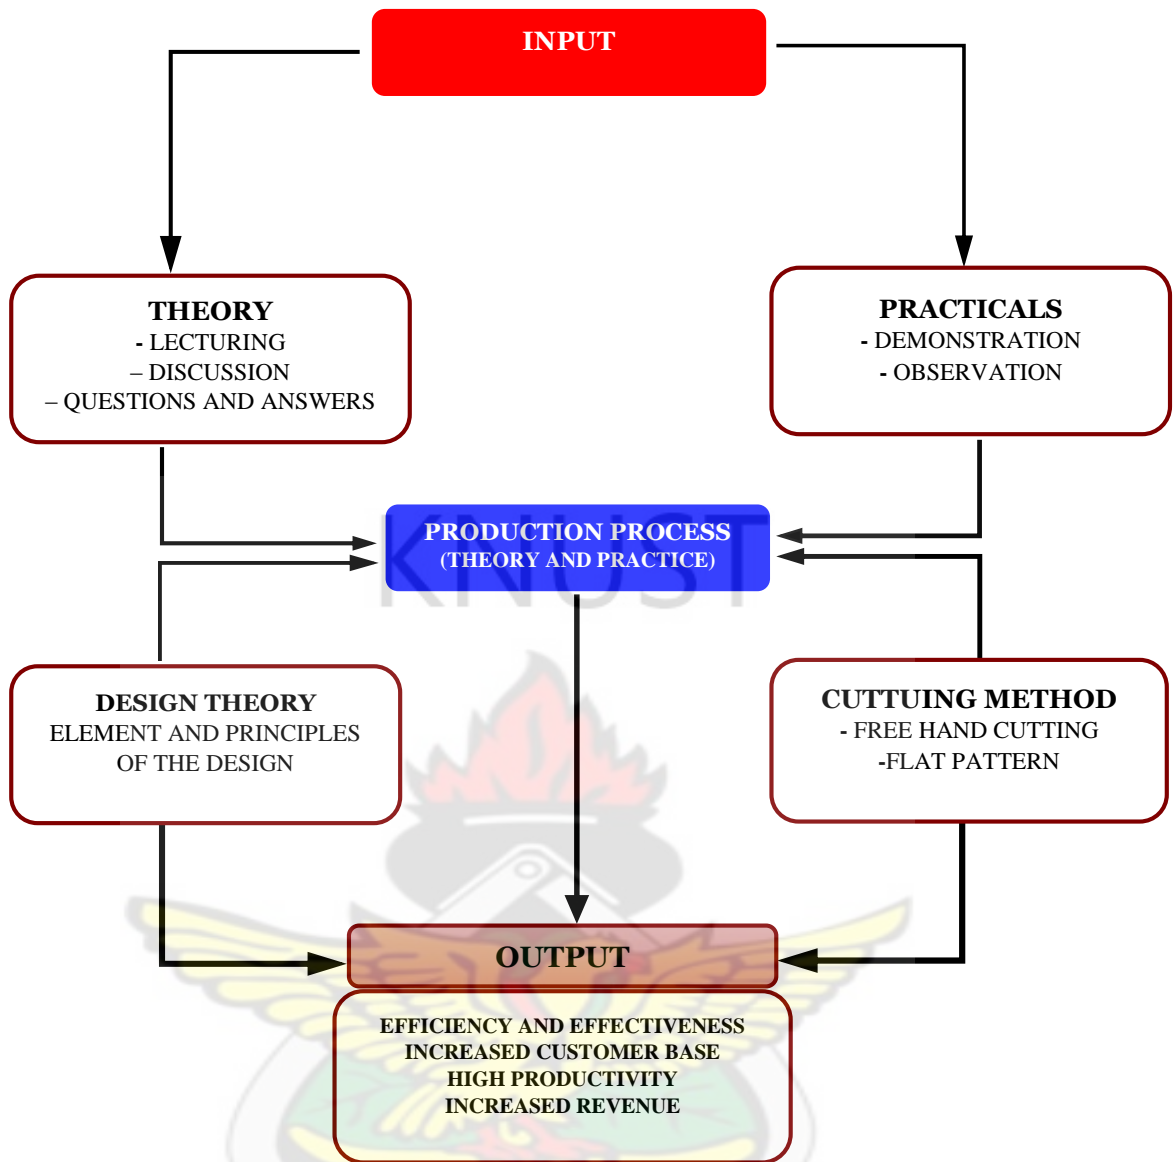 INPUT
THEORY
- LECTURING
– DISCUSSION
– QUESTIONS AND ANSWERS
PRACTICALS
- DEMONSTRATION
- OBSERVATION
PRODUCTION PROCESS
(THEORY AND PRACTICE)
KNUST
DESIGN THEORY
ELEMENT AND PRINCIPLES
OF THE DESIGN
CUTTUING METHOD
- FREE HAND CUTTING
-FLAT PATTERN
OUTPUT
EFFICIENCY AND EFFECTIVENESS
INCREASED CUSTOMER BASE
HIGH PRODUCTIVITY
INCREASED REVENUE